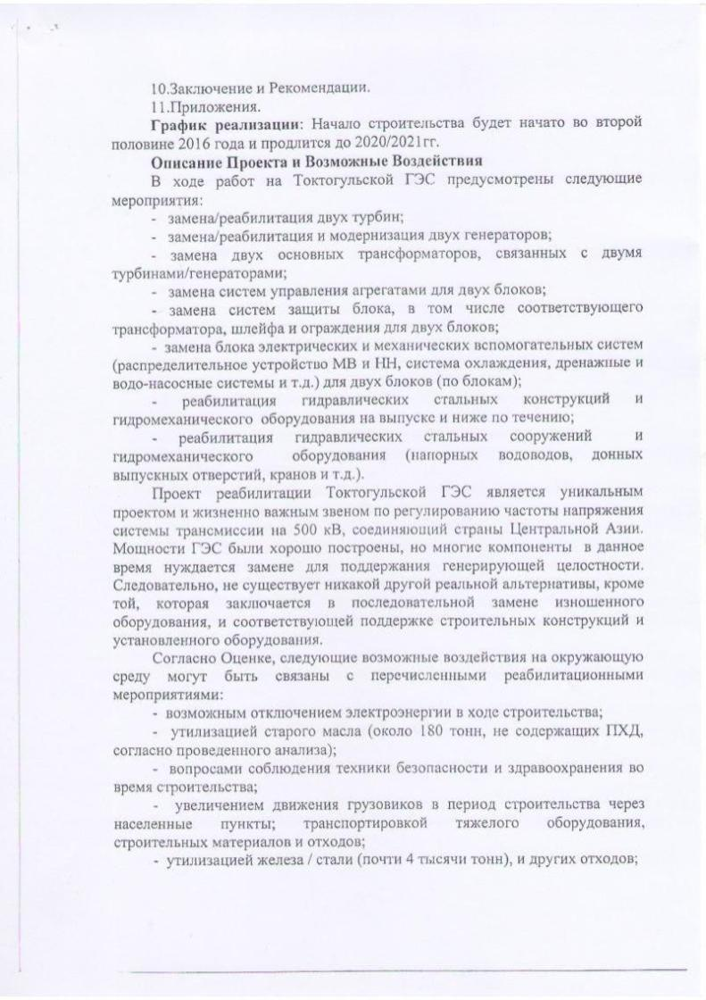 10.Заключение и Рекомендации.
11.Приложения.
График реализации: Начало строительства будет начато во второй
половине 2016 года и продлится до 2020/2021гг.
Описание Проекта и Возможные Воздействия
В ходе работ на Токтогульской ГЭС предусмотрены следующие
мероприятия:
- замена/реабилитация двух турбин;
- замена/реабилитация и модернизация двух генераторов;
- замена двух основных трансформаторов, связанных с двумя
турбинами/генераторами;
- замена систем управления агрегатами для двух блоков;
- замена систем защиты блока, в том числе соответствующего
трансформатора, шлейфа и ограждения для двух блоков;
- замена блока электрических и механических вспомогательных систем
(распределительное устройство МВ и НН, система охлаждения, дренажные и
водо-насосные системы и т.д.) для двух блоков (по блокам);
- реабилитация гидравлических стальных конструкций и
гидромеханического оборудования на выпуске и ниже по течению;
- реабилитация гидравлических стальных сооружений и
гидромеханического оборудования (напорных водоводов, донных
выпускных отверстий, кранов и т.д.).
Проект реабилитации Токтогульской ГЭС является уникальным
проектом и жизненно важным звеном по регулированию частоты напряжения
системы трансмиссии на 500 кВ, соединяющий страны Центральной Азии.
Мощности ГЭС были хорошо построены, но многие компоненты в данное
время нуждается замене для поддержания генерирующей целостности.
Следовательно, не существует никакой другой реальной альтернативы, кроме
той, которая заключается в последовательной замене изношенного
оборудования, и соответствующей поддержке строительных конструкций и
установленного оборудования.
Согласно Оценке, следующие возможные воздействия на окружающую
среду могут быть связаны с перечисленными реабилитационными
мероприятиями:
- возможным отключением электроэнергии в ходе строительства;
- утилизацией старого масла (около 180 тонн, не содержащих ПХД,
согласно проведенного анализа);
- вопросами соблюдения техники безопасности и здравоохранения во
время строительства;
- увеличением движения грузовиков в период строительства через
населенные пункты; транспортировкой тяжелого оборудования,
строительных материалов и отходов;
- утилизацией железа / стали (почти 4 тысячи тонн), и других отходов;